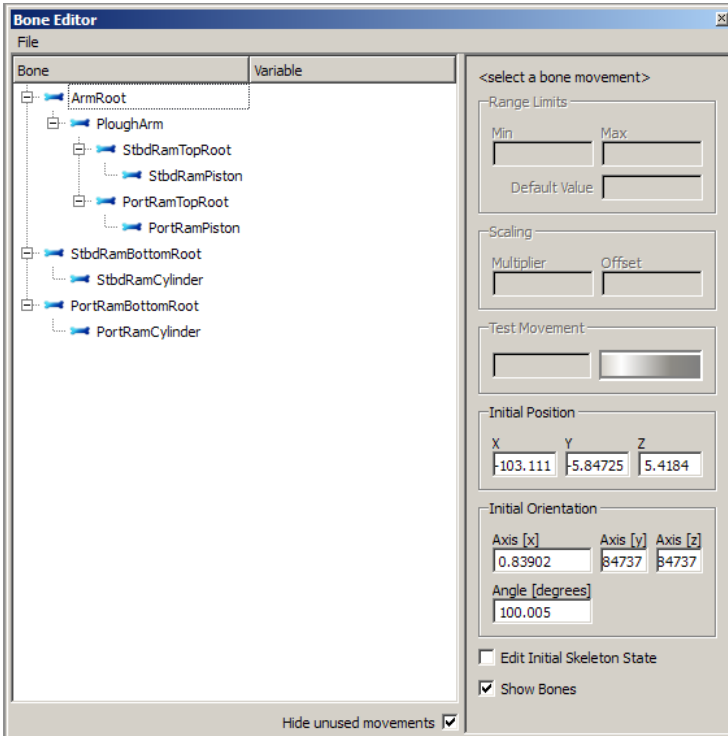 Bone Editor
File
Bone Variable
ArmRoot
PloughArm
StbdRamTopRoot
StbdRamPiston
PortRamTopRoot
PortRamPiston
StbdRamBottomRoot
StbdRamCylinder
PortRamBottomRoot
PortRamCylinder
Hide unused movements
<select a bone movement>
Range Limits
Min Max
Default Value
Scaling
Multiplier Offset
Test Movement
Initial Position
X Y Z
-103.111 -5.84725 5.4184
Initial Orientation
Axis [x] Axis [y] Axis [z]
0.83902 84737 84737
Angle [degrees]
100.005
Edit Initial Skeleton State
Show Bones